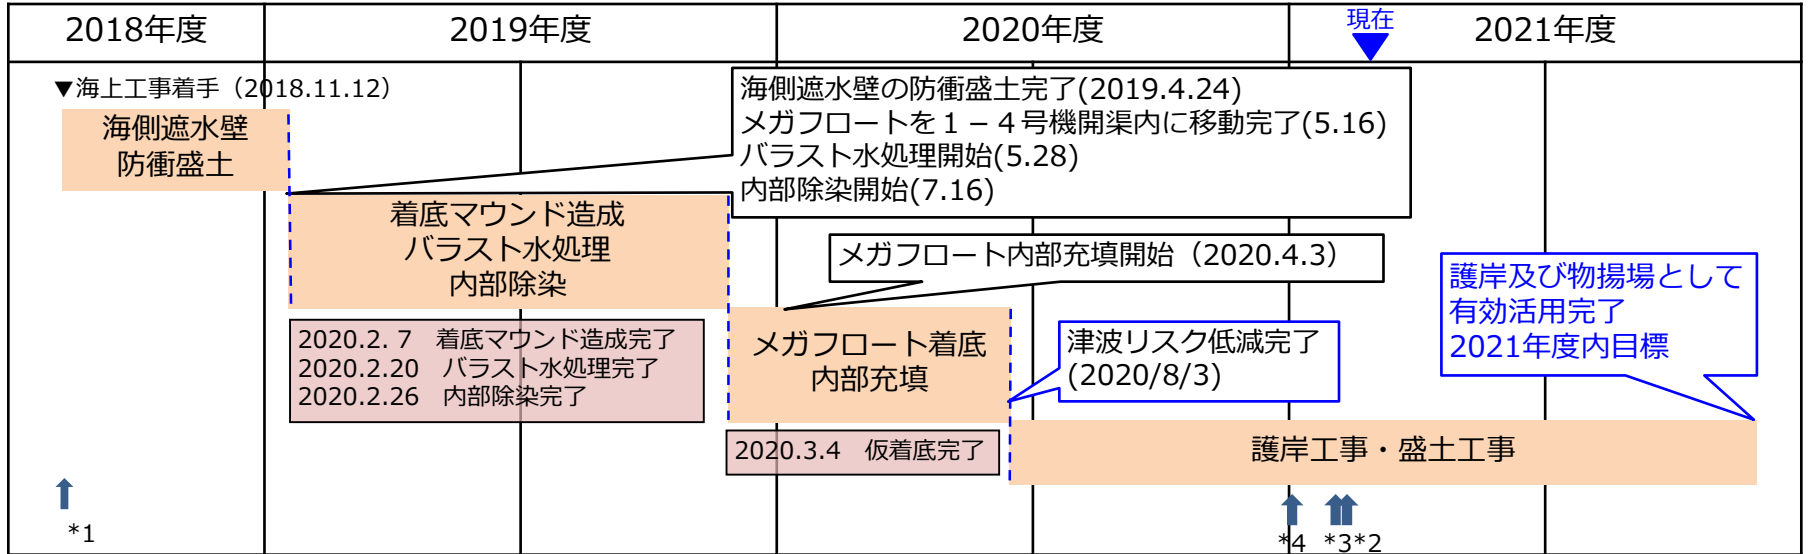 2018年度
2019年度
2020年度
現在
2021年度
▼海上工事着手（2018.11.12）
海側遮水壁
防衝盛土
海側遮水壁の防衝盛土完了(2019.4.24)
メガフロートを１－４号機開渠内に移動完了(5.16)
バラスト水処理開始(5.28)
内部除染開始(7.16)
着底マウンド造成
バラスト水処理
内部除染
メガフロート内部充填開始（2020.4.3）
護岸及び物揚場として
有効活用完了
2021年度内目標
2020.2. 7　着底マウンド造成完了
2020.2.20　バラスト水処理完了
2020.2.26　内部除染完了
メガフロート着底
内部充填
津波リスク低減完了
(2020/8/3)
2020.3.4　仮着底完了
護岸工事・盛土工事
*1
*4
*3*2